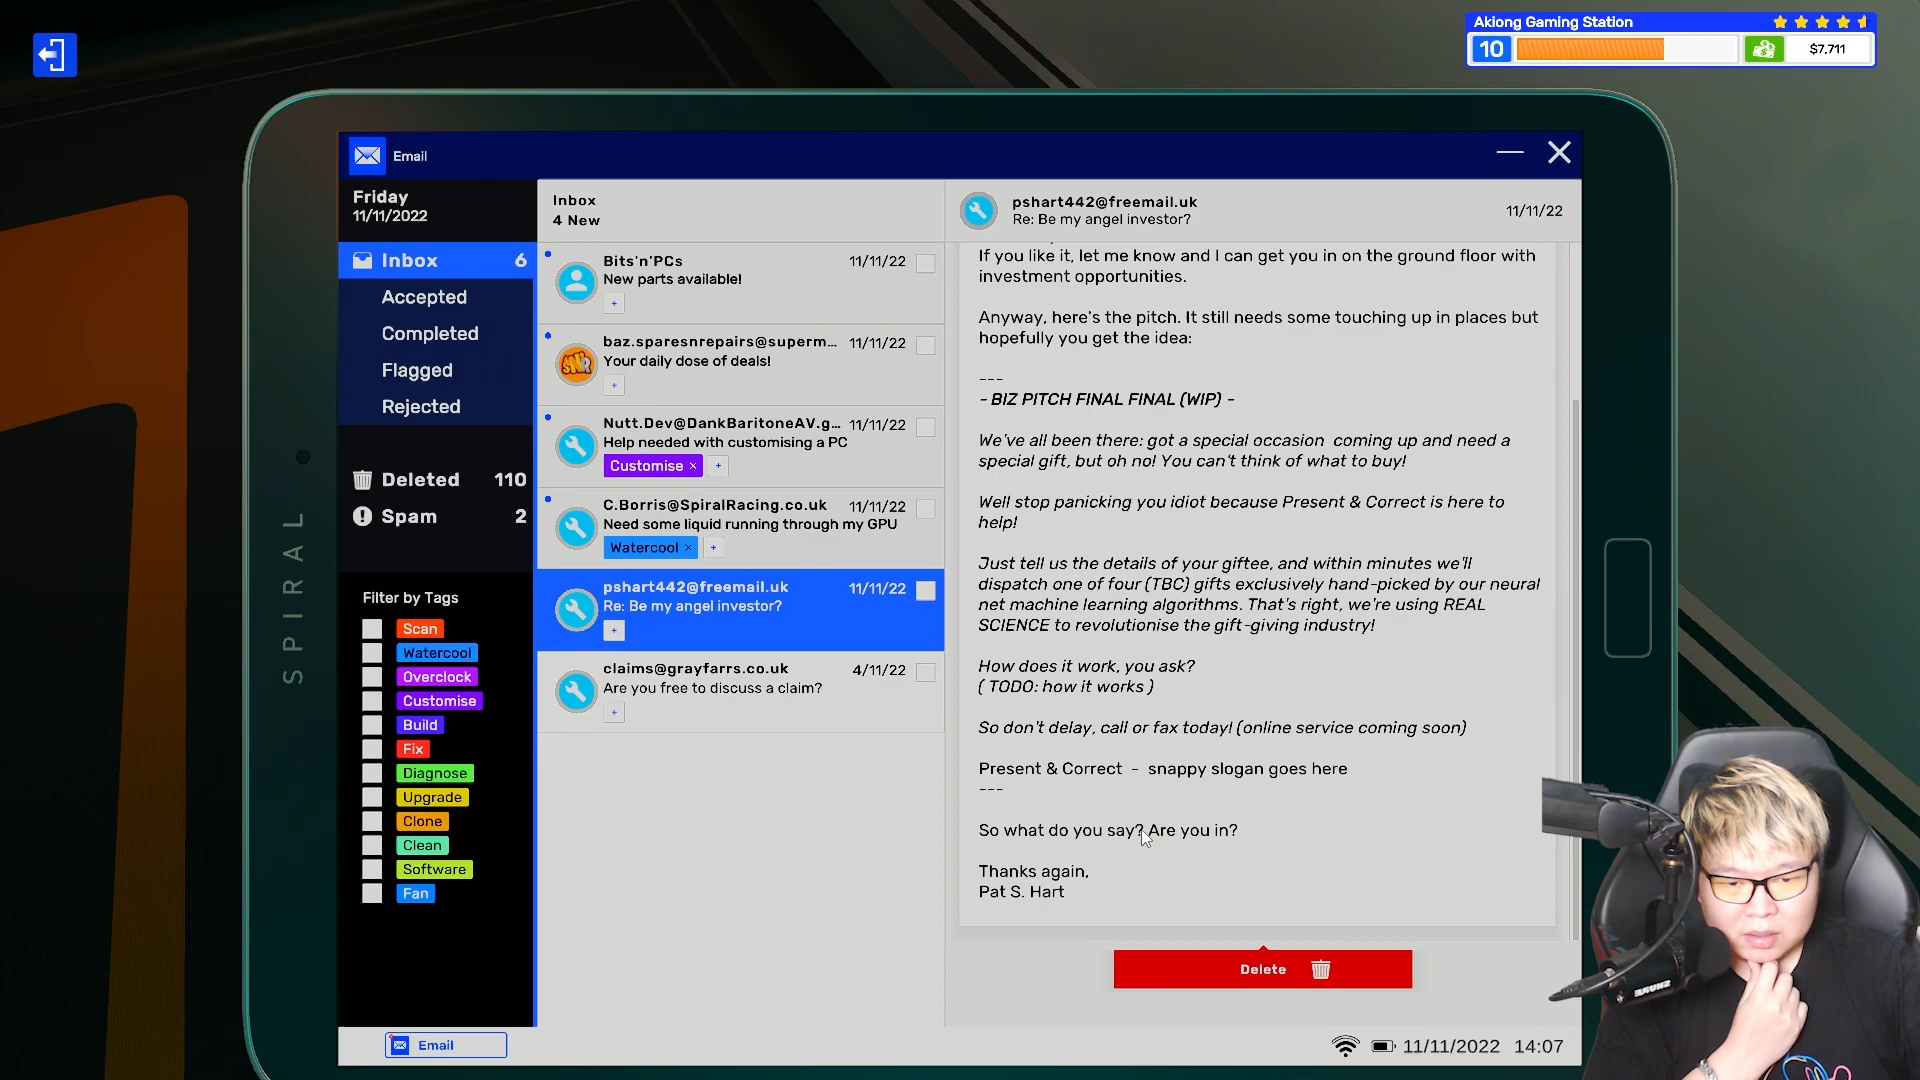 Akiong Gaming Station
10
$7,711
Email
Friday
11/11/2022
Inbox 6
Accepted
Completed
Flagged
Rejected
Deleted 110
Spam 2
Filter by Tags
Scan
Watercool
Overclock
Customise
Build
Fix
Diagnose
Upgrade
Clone
Clean
Software
Fan
SPIRAL
Inbox
4 New
Bits'n'PCs 11/11/22
New parts available!
+
SNR
baz.sparesnrepairs@superm... 11/11/22
Your daily dose of deals!
+
Nutt.Dev@DankBaritoneAV.g... 11/11/22
Help needed with customising a PC
Customise × +
C.Borris@SpiralRacing.co.uk 11/11/22
Need some liquid running through my GPU
Watercool × +
pshart442@freemail.uk 11/11/22
Re: Be my angel investor?
+
claims@grayfarrs.co.uk 4/11/22
Are you free to discuss a claim?
+
pshart442@freemail.uk
Re: Be my angel investor?
11/11/22
If you like it, let me know and I can get you in on the ground floor with
investment opportunities.
Anyway, here's the pitch. It still needs some touching up in places but
hopefully you get the idea:
---
- BIZ PITCH FINAL FINAL (WIP) -
We've all been there: got a special occasion coming up and need a
special gift, but oh no! You can't think of what to buy!
Well stop panicking you idiot because Present & Correct is here to
help!
Just tell us the details of your giftee, and within minutes we'll
dispatch one of four (TBC) gifts exclusively hand-picked by our neural
net machine learning algorithms. That's right, we're using REAL
SCIENCE to revolutionise the gift-giving industry!
How does it work, you ask?
( TODO: how it works )
So don't delay, call or fax today! (online service coming soon)
Present & Correct - snappy slogan goes here
---
So what do you say? Are you in?
Thanks again,
Pat S. Hart
Delete
Email
11/11/2022 14:07